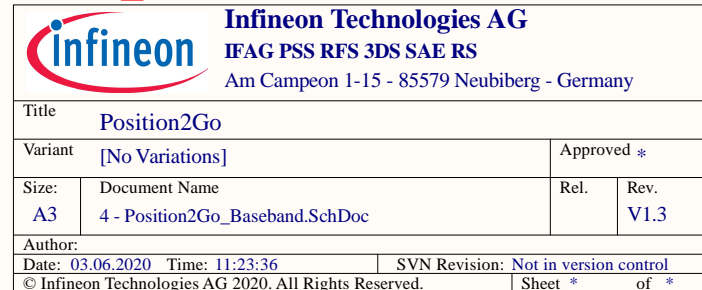 infineon
Infineon Technologies AG
IFAG PSS RFS 3DS SAE RS
Am Campeon 1-15 - 85579 Neubiberg - Germany
Title
Position2Go
Variant [No Variations] Approved *
Size: Document Name Rel. Rev.
A3 4 - Position2Go_Baseband.SchDoc V1.3
Author:
Date: 03.06.2020 Time: 11:23:36 SVN Revision: Not in version control
© Infineon Technologies AG 2020. All Rights Reserved. Sheet * of *